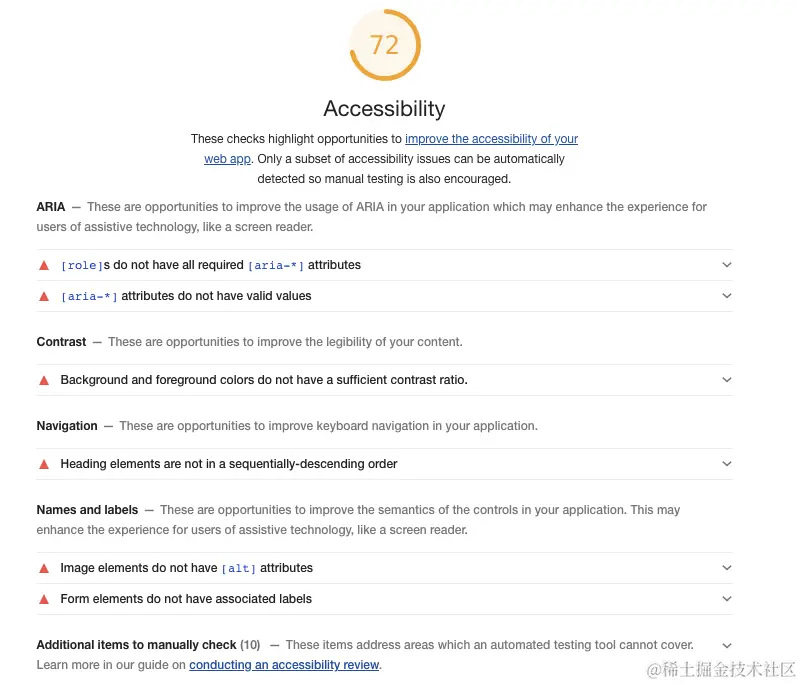 72
Accessibility
These checks highlight opportunities to improve the accessibility of your
web app. Only a subset of accessibility issues can be automatically
detected so manual testing is also encouraged.
ARIA — These are opportunities to improve the usage of ARIA in your application which may enhance the experience for
users of assistive technology, like a screen reader.
[role]s do not have all required [aria-*] attributes
[aria-*] attributes do not have valid values
Contrast — These are opportunities to improve the legibility of your content.
Background and foreground colors do not have a sufficient contrast ratio.
Navigation — These are opportunities to improve keyboard navigation in your application.
Heading elements are not in a sequentially-descending order
Names and labels — These are opportunities to improve the semantics of the controls in your application. This may
enhance the experience for users of assistive technology, like a screen reader.
Image elements do not have [alt] attributes
Form elements do not have associated labels
Additional items to manually check (10) — These items address areas which an automated testing tool cannot cover.
Learn more in our guide on conducting an accessibility review.
@稀土掘金技术社区